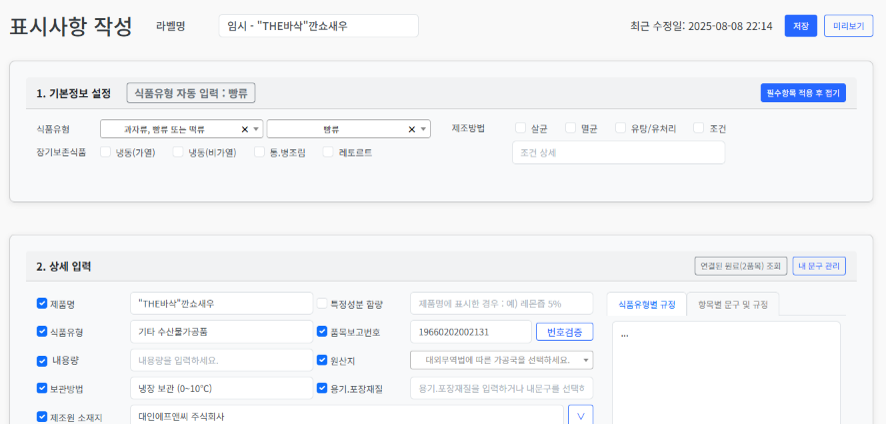 표시사항 작성 라벨명 임시 - "THE바삭"깐쇼새우 최근 수정일: 2025-08-08 22:14 저장 미리보기
1. 기본정보 설정 식품유형 자동 입력 : 빵류 필수항목 적용 후 접기
식품유형 과자류, 빵류 또는 떡류 × 빵류 × 제조방법 살균 멸균 유탕/유처리 조건
장기보존식품 냉동(가열) 냉동(비가열) 통.병조림 레토르트 조건 상세
2. 상세 입력 연결된 원료(2품목) 조회 내 문구 관리
제품명 "THE바삭"깐쇼새우 특정성분 함량 제품명에 표시한 경우 : 예) 레몬즙 5% 식품유형별 규정 항목별 문구 및 규정
식품유형 기타 수산물가공품 품목보고번호 19660202002131 번호검증 ...
내용량 내용량을 입력하세요. 원산지 대외무역법에 따른 가공국을 선택하세요.
보관방법 냉장 보관 (0~10℃) 용기.포장재질 용기.포장재질을 입력하거나 내문구를 선택하
제조원 소재지 대인에프앤씨 주식회사 V